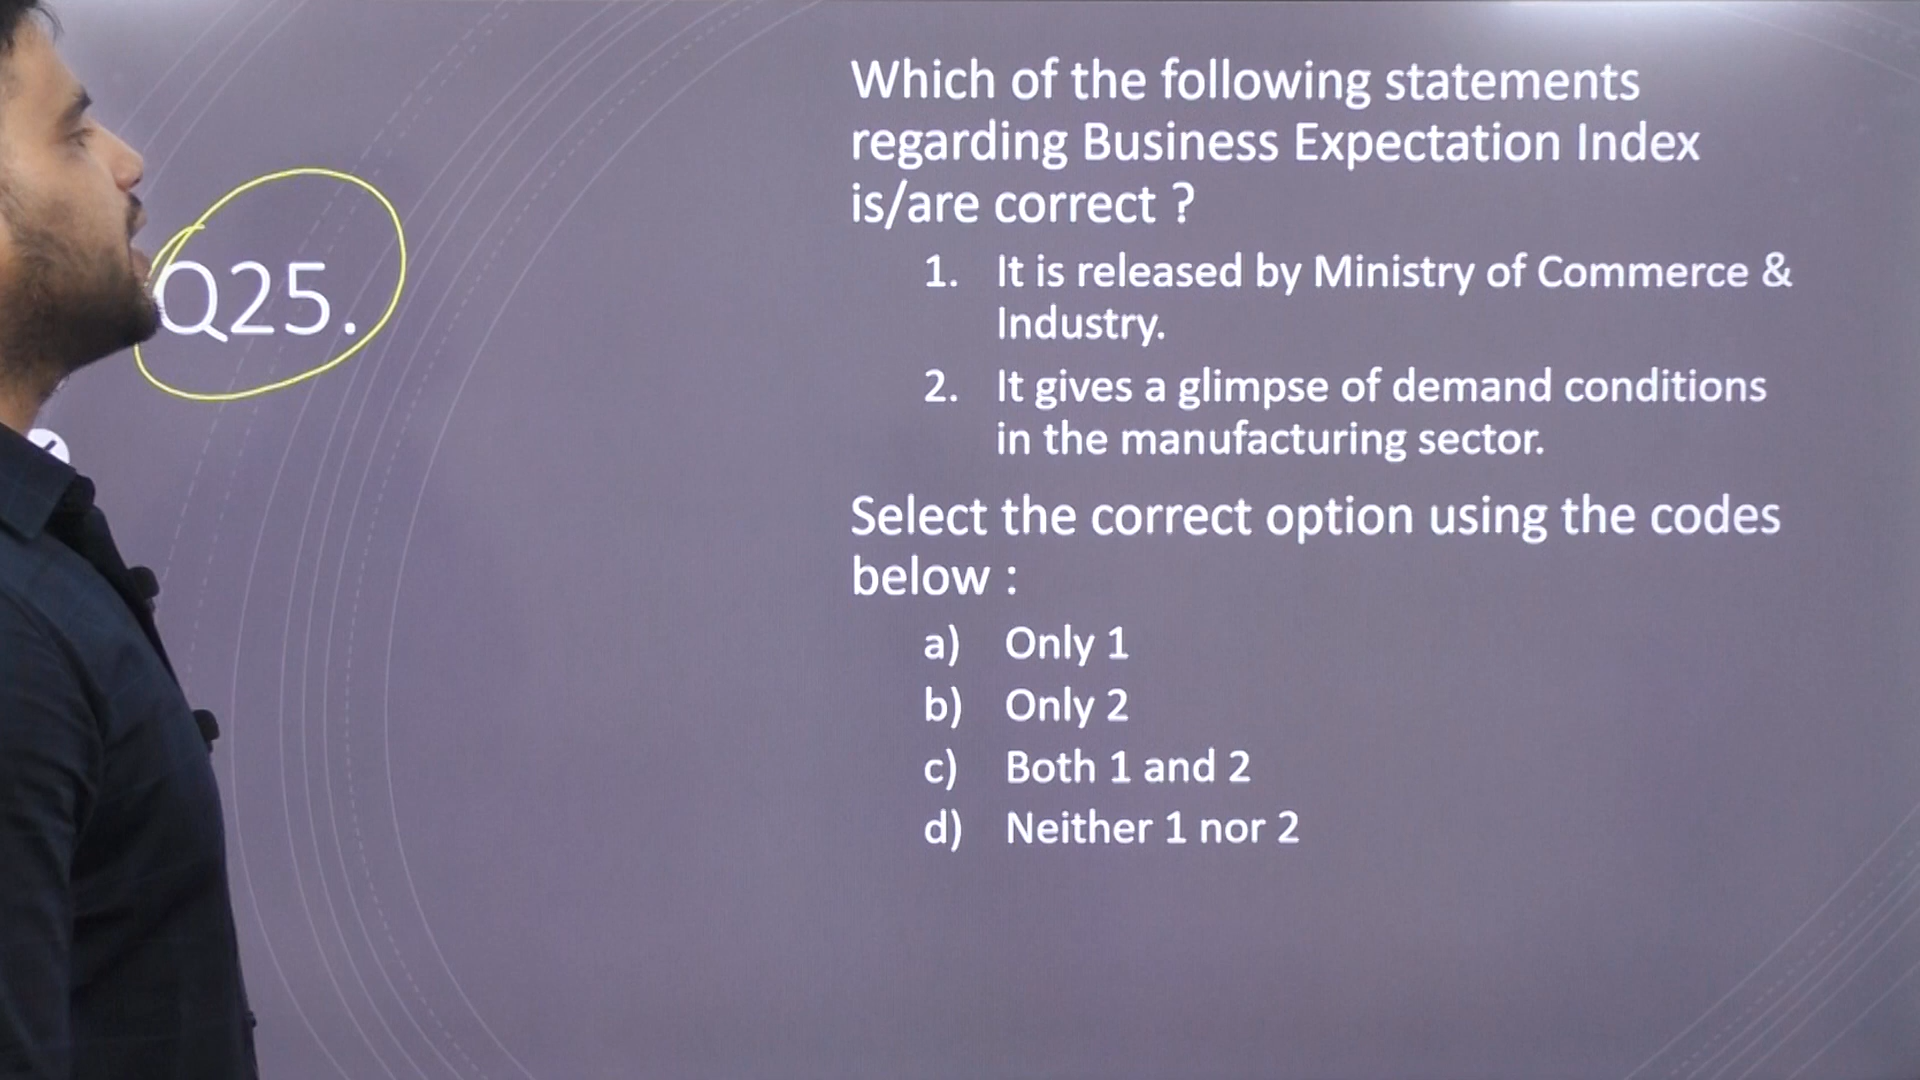 Q25.
Which of the following statements
regarding Business Expectation Index
is/are correct ?
1. It is released by Ministry of Commerce &
Industry.
2. It gives a glimpse of demand conditions
in the manufacturing sector.
Select the correct option using the codes
below :
a) Only 1
b) Only 2
c) Both 1 and 2
d) Neither 1 nor 2